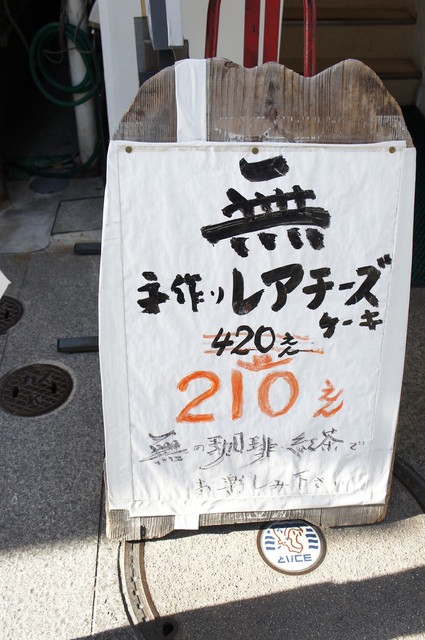 無
手作りレアチーズ
ケーキ
420え
210え
無の珈琲紅茶で
お楽しみ下さい